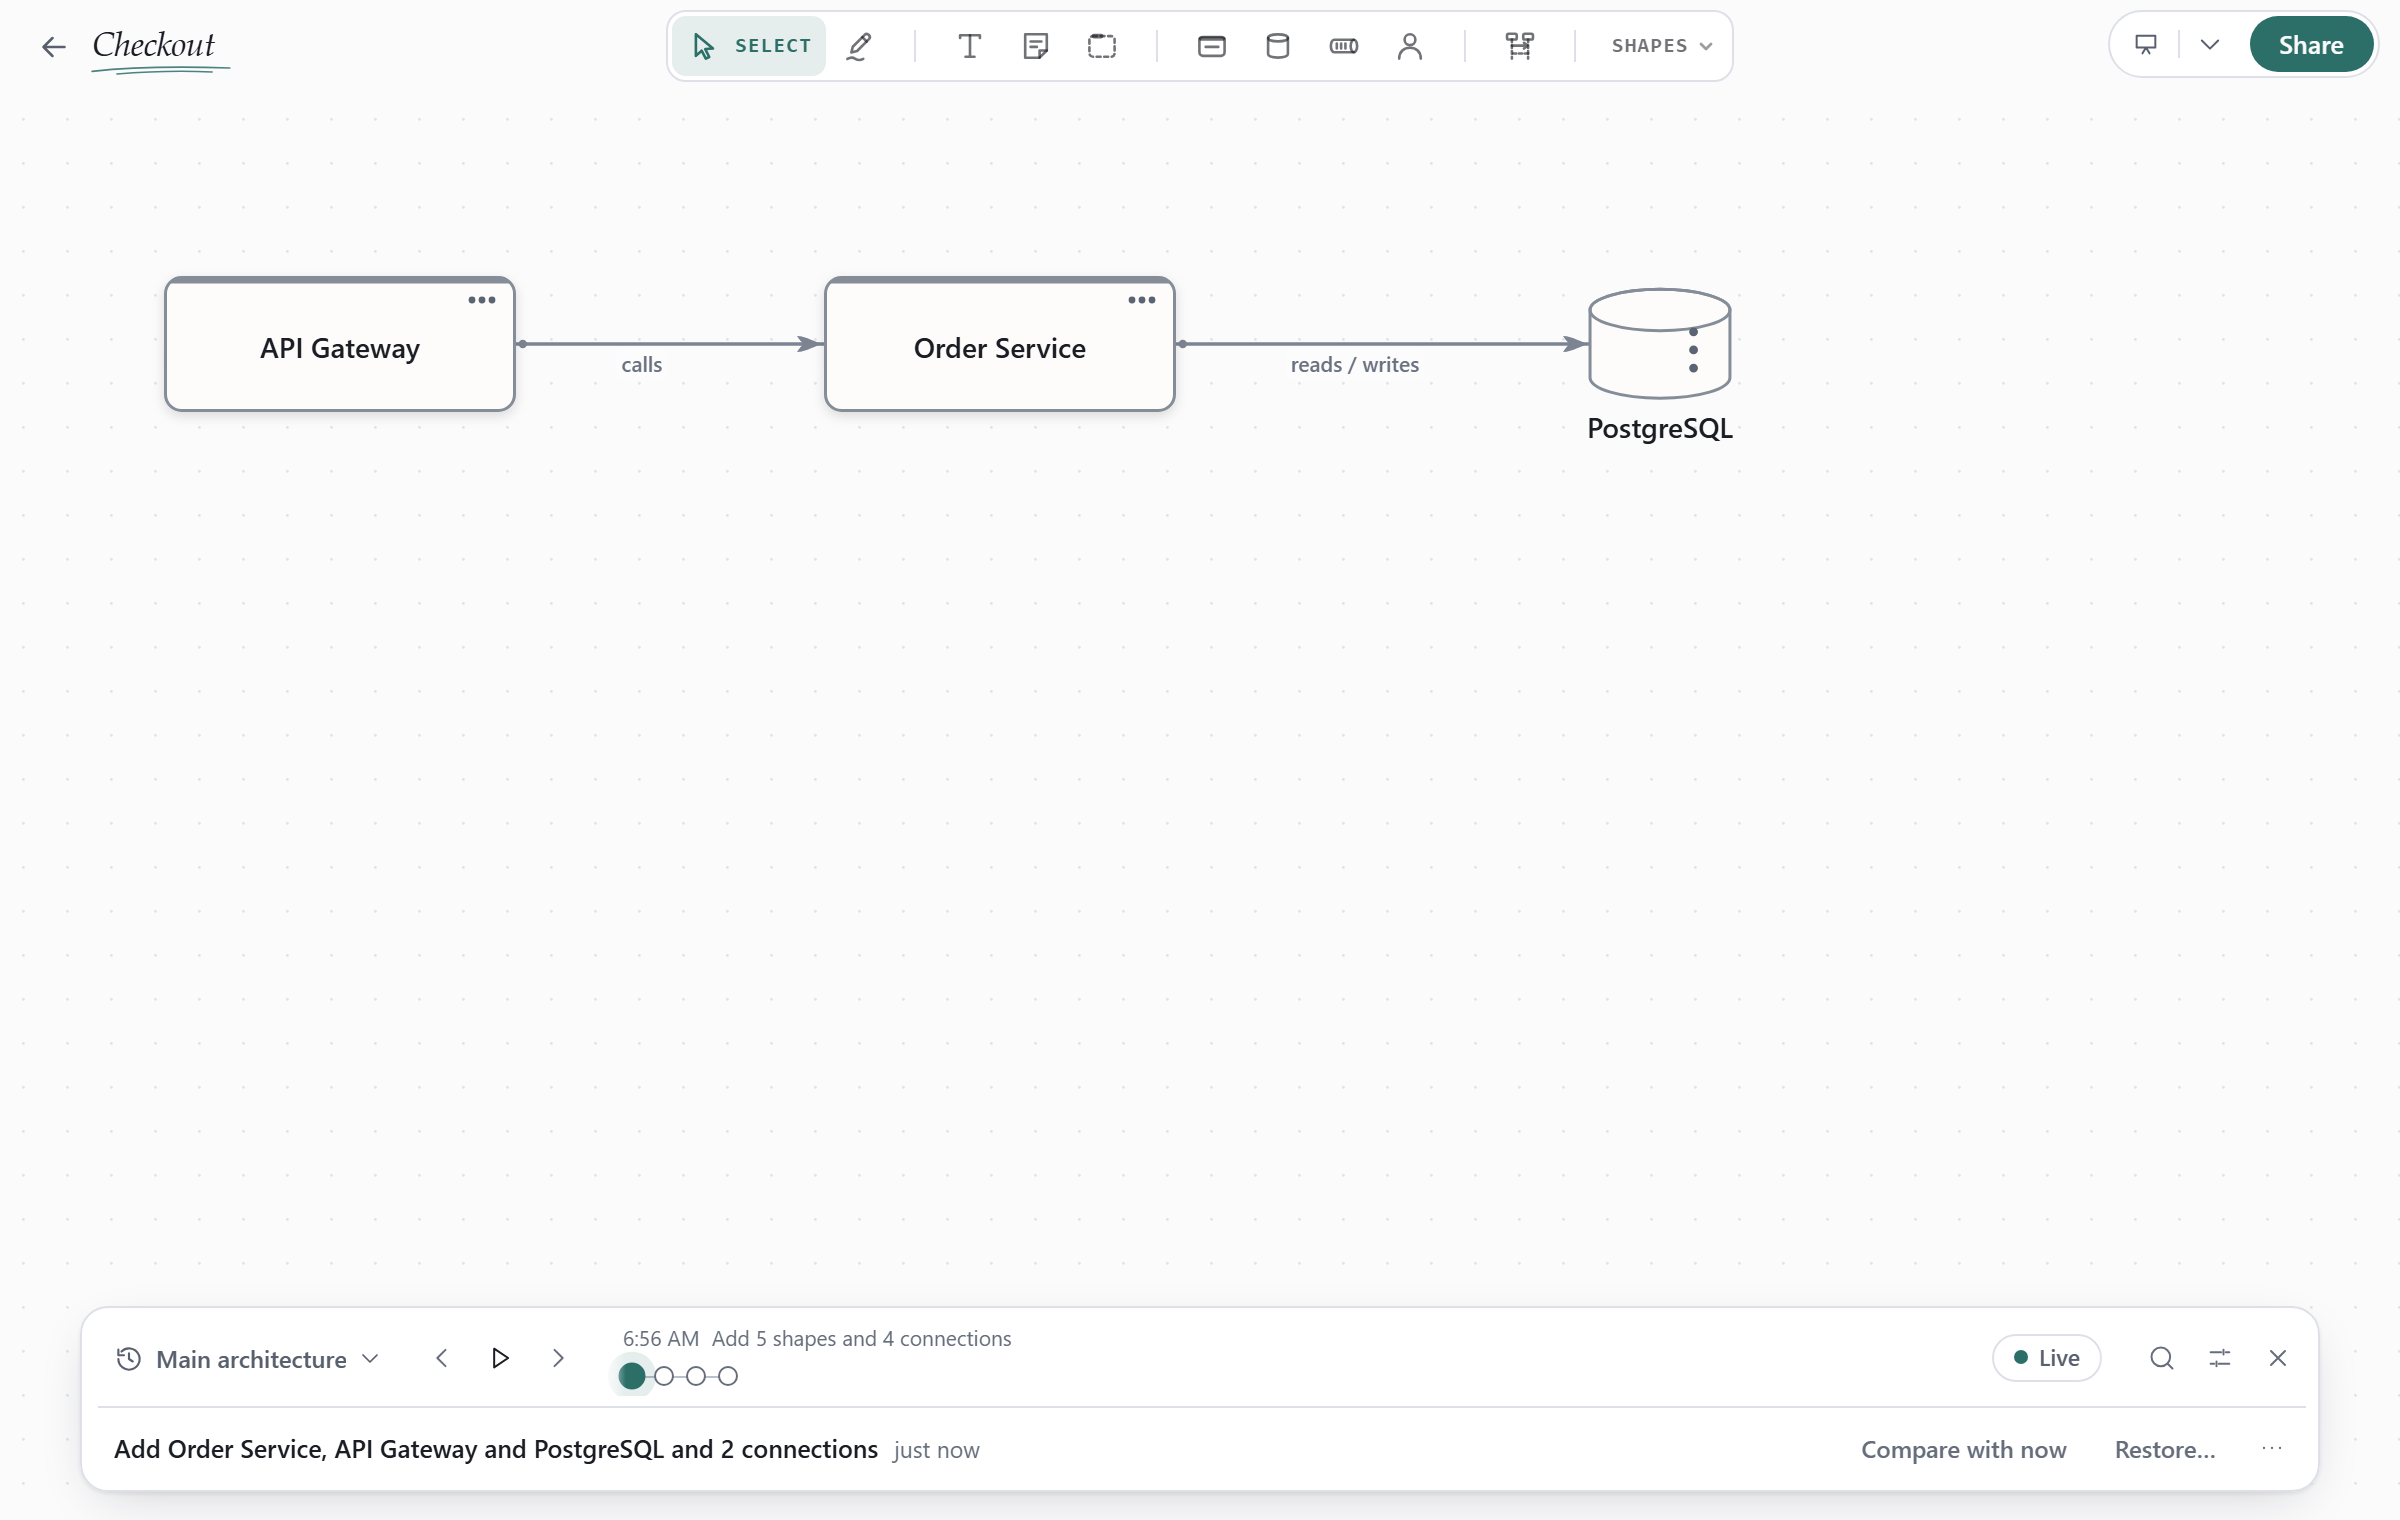 Checkout
SELECT
SHAPES
Share
API Gateway
calls
Order Service
reads / writes
PostgreSQL
Main architecture
6:56 AM Add 5 shapes and 4 connections
Live
Add Order Service, API Gateway and PostgreSQL and 2 connections just now
Compare with now
Restore...